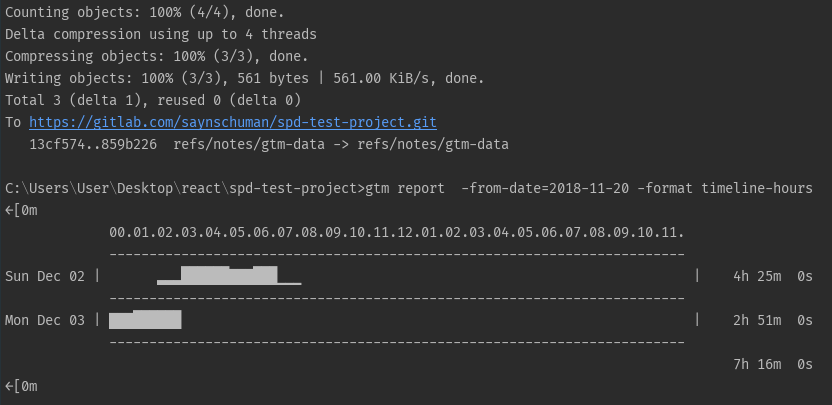 Counting objects: 100% (4/4), done.
Delta compression using up to 4 threads
Compressing objects: 100% (3/3), done.
Writing objects: 100% (3/3), 561 bytes | 561.00 KiB/s, done.
Total 3 (delta 1), reused 0 (delta 0)
To https://gitlab.com/saynschuman/spd-test-project.git
   13cf574..859b226  refs/notes/gtm-data -> refs/notes/gtm-data
C:\Users\User\Desktop\react\spd-test-project>gtm report  -from-date=2018-11-20 -format timeline-hours
←[0m
             00.01.02.03.04.05.06.07.08.09.10.11.12.01.02.03.04.05.06.07.08.09.10.11.
             ------------------------------------------------------------------------
Sun Dec 02 | | 4h 25m  0s
             ------------------------------------------------------------------------
Mon Dec 03 | | 2h 51m  0s
             ------------------------------------------------------------------------
7h 16m  0s
←[0m